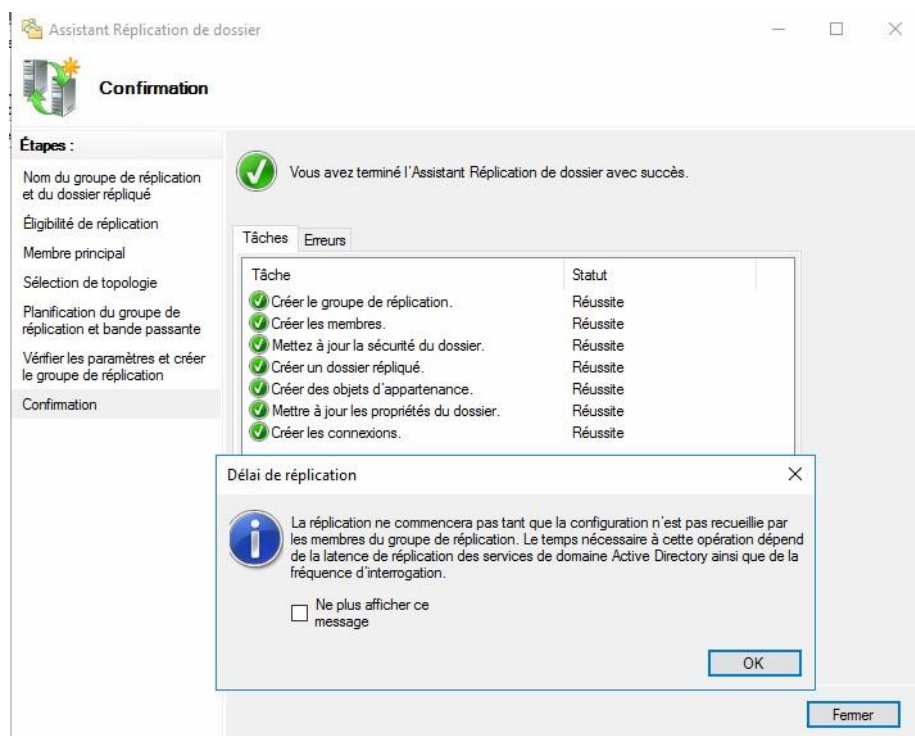 Assistant Réplication de dossier
Confirmation
Étapes :
Nom du groupe de réplication
et du dossier répliqué
Éligibilité de réplication
Membre principal
Sélection de topologie
Planification du groupe de
réplication et bande passante
Vérifier les paramètres et créer
le groupe de réplication
Confirmation
Vous avez terminé l'Assistant Réplication de dossier avec succès.
Tâches Erreurs
Tâche Statut
Créer le groupe de réplication. Réussite
Créer les membres. Réussite
Mettez à jour la sécurité du dossier. Réussite
Créer un dossier répliqué. Réussite
Créer des objets d'appartenance. Réussite
Mettre à jour les propriétés du dossier. Réussite
Créer les connexions. Réussite
Délai de réplication
La réplication ne commencera pas tant que la configuration n'est pas recueillie par
les membres du groupe de réplication. Le temps nécessaire à cette opération dépend
de la latence de réplication des services de domaine Active Directory ainsi que de la
fréquence d'interrogation.
Ne plus afficher ce
message
OK
Fermer